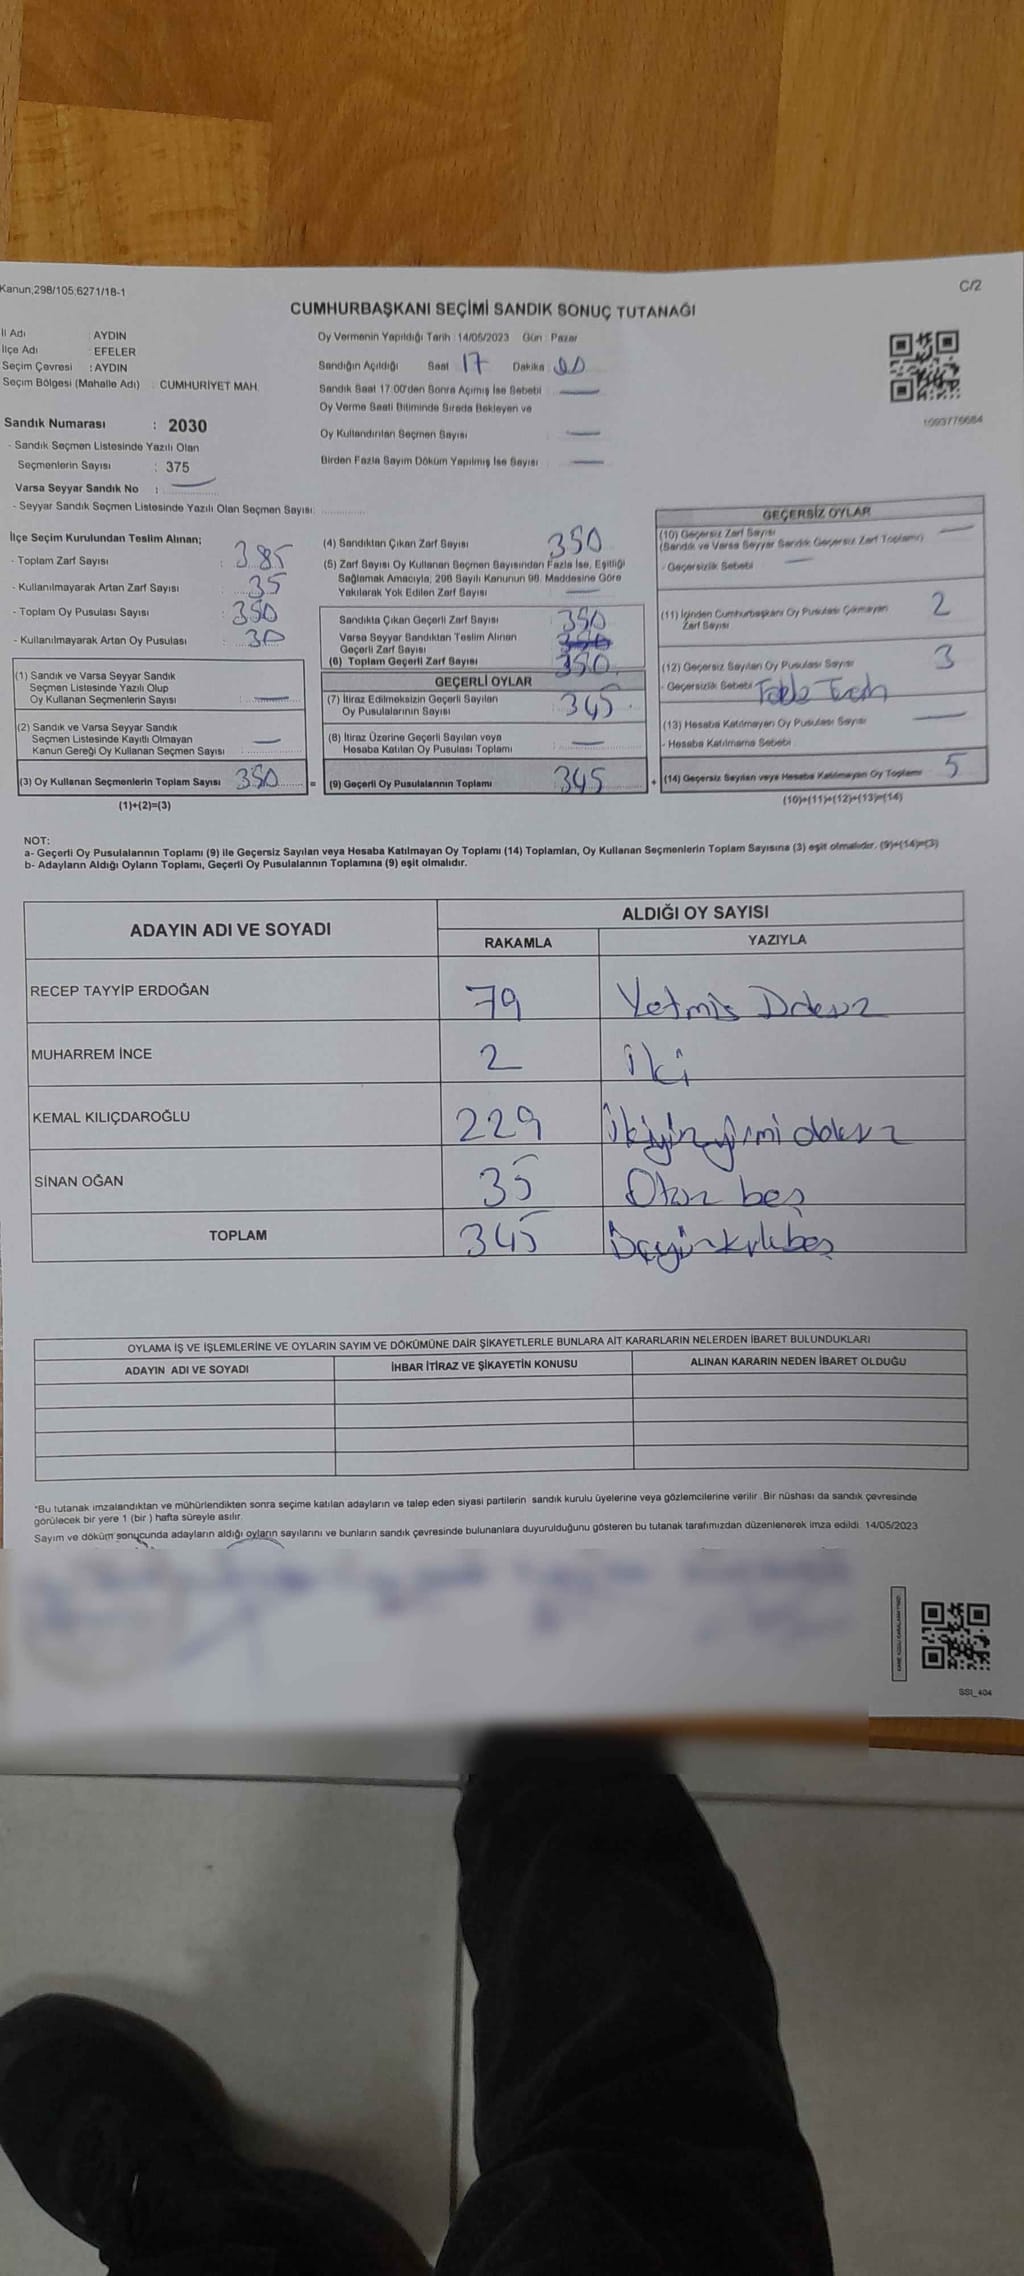 Kanun;298/105;6271/18-1
C/2
CUMHURBAŞKANI SEÇİMİ SANDIK SONUÇ TUTANAĞI
İl Adı : AYDIN
İlçe Adı : EFELER
Seçim Çevresi : AYDIN
Seçim Bölgesi (Mahalle Adı) : CUMHURİYET MAH.
Sandık Numarası : 2030
- Sandık Seçmen Listesinde Yazılı Olan
Seçmenlerin Sayısı : 375
Varsa Seyyar Sandık No : —
- Seyyar Sandık Seçmen Listesinde Yazılı Olan Seçmen Sayısı:
Oy Vermenin Yapıldığı Tarih : 14/05/2023 Gün : Pazar
Sandığın Açıldığı Saat 17 Dakika : 00
Sandık Saat 17:00'den Sonra Açımış İse Sebebi : —
Oy Verme Saati Bitiminde Sırada Bekleyen ve
Oy Kullandırılan Seçmen Sayısı : —
Birden Fazla Sayım Döküm Yapılmış İse Sayısı : —
1093776684
İlçe Seçim Kurulundan Teslim Alınan;
- Toplam Zarf Sayısı : 385
- Kullanılmayarak Artan Zarf Sayısı : 35
- Toplam Oy Pusulası Sayısı : 380
- Kullanılmayarak Artan Oy Pusulası : 30
(1) Sandık ve Varsa Seyyar Sandık
Seçmen Listesinde Yazılı Olup
Oy Kullanan Seçmenlerin Sayısı : —
(2) Sandık ve Varsa Seyyar Sandık
Seçmen Listesinde Kayıtlı Olmayan
Kanun Gereği Oy Kullanan Seçmen Sayısı : —
(3) Oy Kullanan Seçmenlerin Toplam Sayısı 350 =
(1)+(2)=(3)
(4) Sandıktan Çıkan Zarf Sayısı 350
(5) Zarf Sayısı Oy Kullanan Seçmen Sayısından Fazla İse, Eşitliği
Sağlamak Amacıyla; 298 Sayılı Kanunun 98. Maddesine Göre
Yakılarak Yok Edilen Zarf Sayısı : —
Sandıkta Çıkan Geçerli Zarf Sayısı : 350
Varsa Seyyar Sandıktan Teslim Alınan
Geçerli Zarf Sayısı
(6) Toplam Geçerli Zarf Sayısı : 350
GEÇERLİ OYLAR
(7) İtiraz Edilmeksizin Geçerli Sayılan
Oy Pusulalarının Sayısı : 345
(8) İtiraz Üzerine Geçerli Sayılan veya
Hesaba Katılan Oy Pusulası Toplamı : —
(9) Geçerli Oy Pusulalarının Toplamı 345 +
GEÇERSİZ OYLAR
(10) Geçersiz Zarf Sayısı —
(Sandık ve Varsa Seyyar Sandık Geçersiz Zarf Toplamı)
- Geçersizlik Sebebi : —
(11) İçinden Cumhurbaşkanı Oy Pusulası Çıkmayan
Zarf Sayısı 2
(12) Geçersiz Sayılan Oy Pusulası Sayısı 3
- Geçersizlik Sebebi :
(13) Hesaba Katılmayan Oy Pusulası Sayısı —
- Hesaba Katılmama Sebebi :
(14) Geçersiz Sayılan veya Hesaba Katılmayan Oy Toplamı 5
(10)+(11)+(12)+(13)=(14)
NOT:
a- Geçerli Oy Pusulalarının Toplamı (9) ile Geçersiz Sayılan veya Hesaba Katılmayan Oy Toplamı (14) Toplamları, Oy Kullanan Seçmenlerin Toplam Sayısına (3) eşit olmalıdır. (9)+(14)=(3)
b- Adayların Aldığı Oyların Toplamı, Geçerli Oy Pusulalarının Toplamına (9) eşit olmalıdır.
ADAYIN ADI VE SOYADI ALDIĞI OY SAYISI
RAKAMLA YAZIYLA
RECEP TAYYİP ERDOĞAN 79 Yetmiş Dokuz
MUHARREM İNCE 2 iki
KEMAL KILIÇDAROĞLU 229 ikiyüzyirmi dokuz
SİNAN OĞAN 35 Otuz beş
TOPLAM 345 üçyüzkırkbeş
OYLAMA İŞ VE İŞLEMLERİNE VE OYLARIN SAYIM VE DÖKÜMÜNE DAİR ŞİKAYETLERLE BUNLARA AİT KARARLARIN NELERDEN İBARET BULUNDUKLARI
ADAYIN ADI VE SOYADI İHBAR İTİRAZ VE ŞİKAYETİN KONUSU ALINAN KARARIN NEDEN İBARET OLDUĞU
*Bu tutanak imzalandıktan ve mühürlendikten sonra seçime katılan adayların ve talep eden siyasi partilerin sandık kurulu üyelerine veya gözlemcilerine verilir. Bir nüshası da sandık çevresinde
görülecek bir yere 1 (bir) hafta süreyle asılır.
Sayım ve döküm sonucunda adayların aldığı oyların sayılarını ve bunların sandık çevresinde bulunanlara duyurulduğunu gösteren bu tutanak tarafımızdan düzenlenerek imza edildi. 14/05/2023
SSI_404